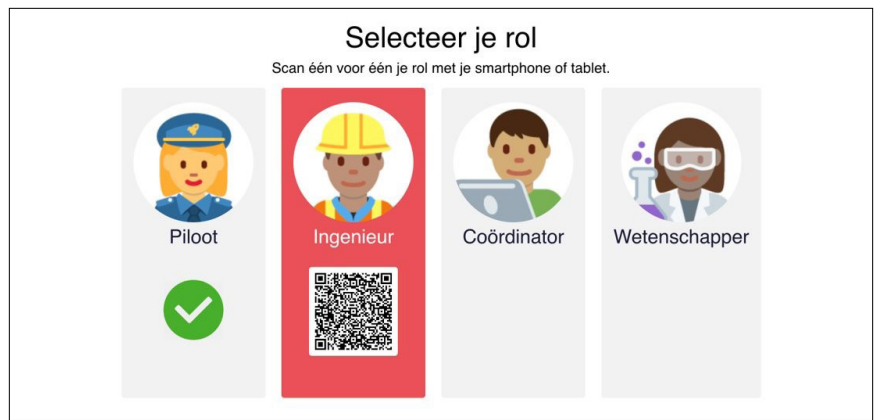 Selecteer je rol
Scan één voor één je rol met je smartphone of tablet.
Piloot
Ingenieur
Coördinator
Wetenschapper